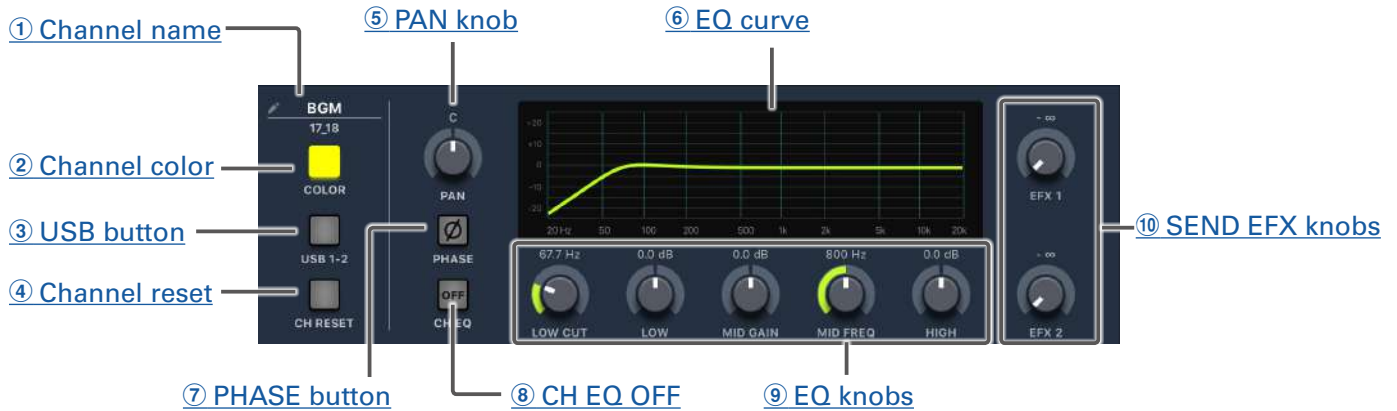 ① Channel name
⑤ PAN knob
⑥ EQ curve
BGM
17_18
② Channel color
COLOR
③ USB button
USB 1-2
④ Channel reset
CH RESET
C
PAN
Ø
PHASE
OFF
CH EQ
+20
+10
0
-10
-20
20 Hz 50 100 200 500 1k 2k 5k 10k 20k
67.7 Hz 0.0 dB 0.0 dB 800 Hz 0.0 dB
LOW CUT LOW MID GAIN MID FREQ HIGH
- ∞
EFX 1
⑩ SEND EFX knobs
- ∞
EFX 2
⑦ PHASE button
⑧ CH EQ OFF
⑨ EQ knobs